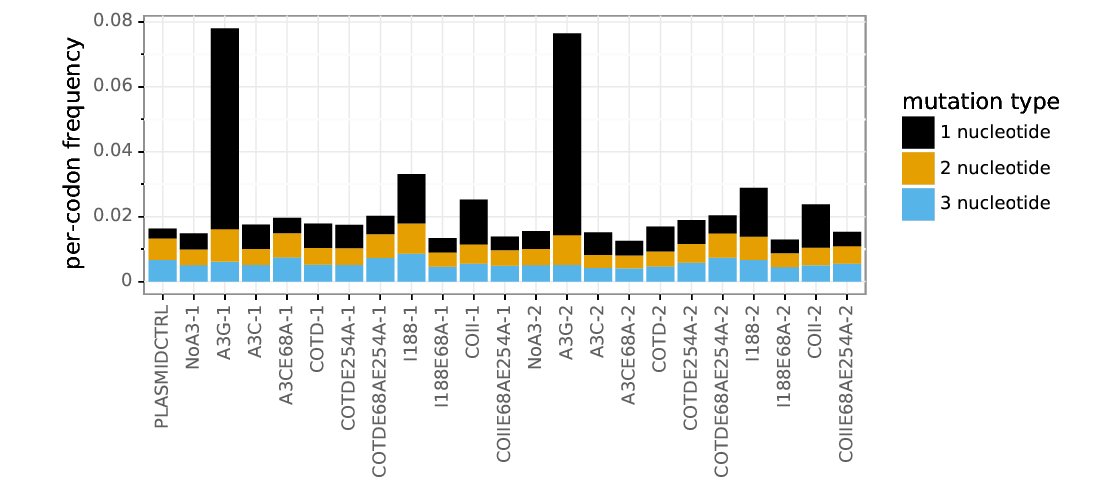 per-codon frequency
0.08
0.06
0.04
0.02
0
PLASMIDCTRL
NoA3-1
A3G-1
A3C-1
A3CE68A-1
COTD-1
COTDE254A-1
COTDE68AE254A-1
I188-1
I188E68A-1
COII-1
COIIE68AE254A-1
NoA3-2
A3G-2
A3C-2
A3CE68A-2
COTD-2
COTDE254A-2
COTDE68AE254A-2
I188-2
I188E68A-2
COII-2
COIIE68AE254A-2
mutation type
1 nucleotide
2 nucleotide
3 nucleotide